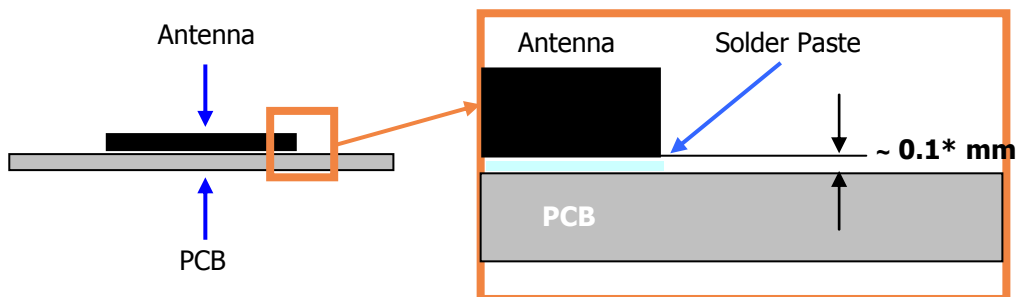 Antenna
PCB
Antenna
Solder Paste
~ 0.1* mm
PCB